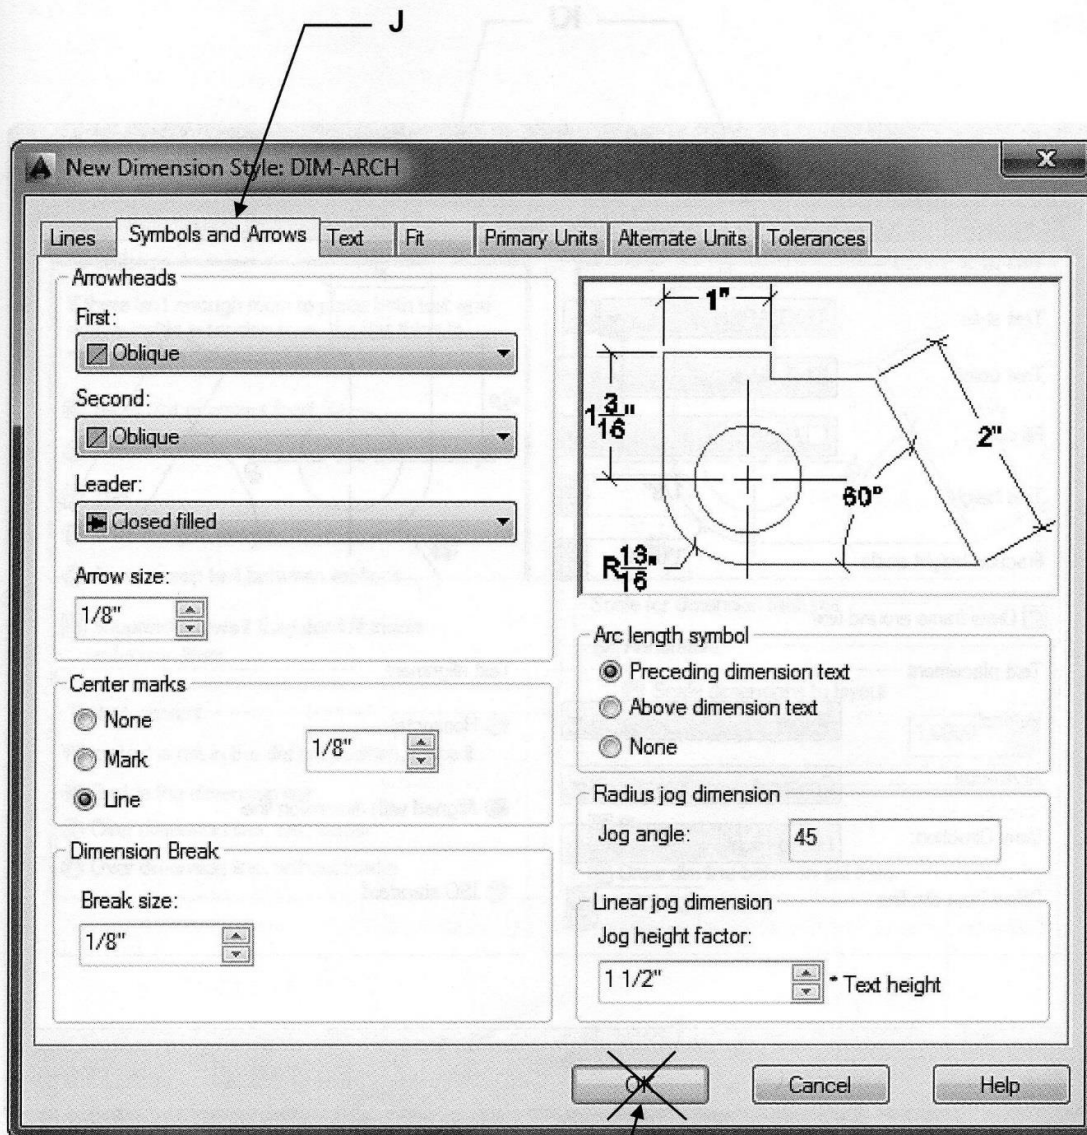 J
New Dimension Style: DIM-ARCH
Lines Symbols and Arrows Text Fit Primary Units Alternate Units Tolerances
Arrowheads
First:
Oblique
Second:
Oblique
Leader:
Closed filled
Arrow size:
1/8"
Center marks
None
Mark
Line
1/8"
Dimension Break
Break size:
1/8"
1"
1 3/16"
2"
60°
R 13/16"
Arc length symbol
Preceding dimension text
Above dimension text
None
Radius jog dimension
Jog angle:
45
Linear jog dimension
Jog height factor:
1 1/2"
* Text height
OK Cancel Help